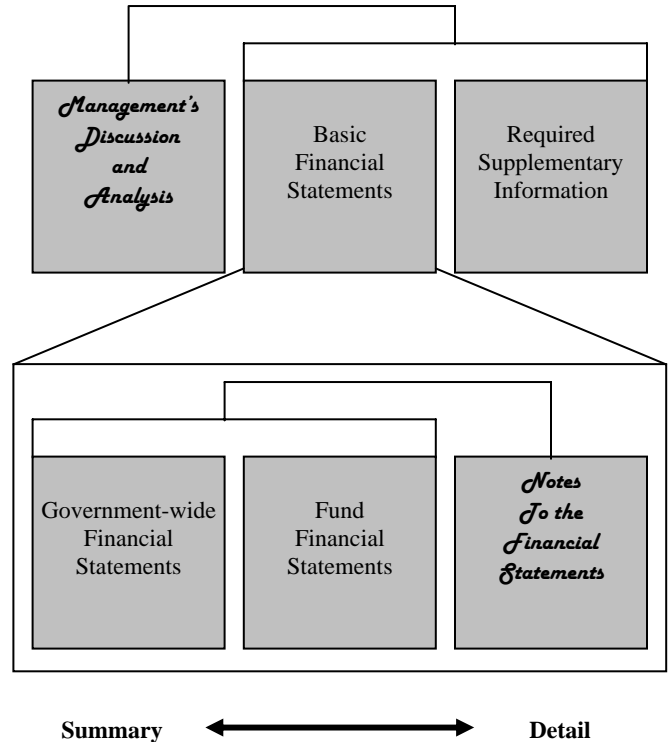 Management's
Discussion
and
Analysis
Basic
Financial
Statements
Required
Supplementary
Information
Government-wide
Financial
Statements
Fund
Financial
Statements
Notes
To the
Financial
Statements
Summary
Detail